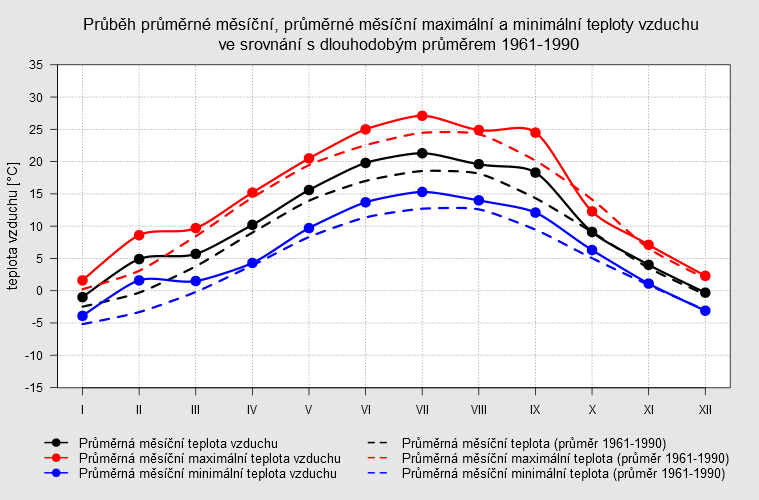 Průběh průměrné měsíční, průměrné měsíční maximální a minimální teploty vzduchu
ve srovnání s dlouhodobým průměrem 1961-1990
teplota vzduchu [°C]
35
30
25
20
15
10
5
0
-5
-10
-15
I II III IV V VI VII VIII IX X XI XII
Průměrná měsíční teplota vzduchu
Průměrná měsíční maximální teplota vzduchu
Průměrná měsíční minimální teplota vzduchu
Průměrná měsíční teplota (průměr 1961-1990)
Průměrná měsíční maximální teplota (průměr 1961-1990)
Průměrná měsíční minimální teplota (průměr 1961-1990)